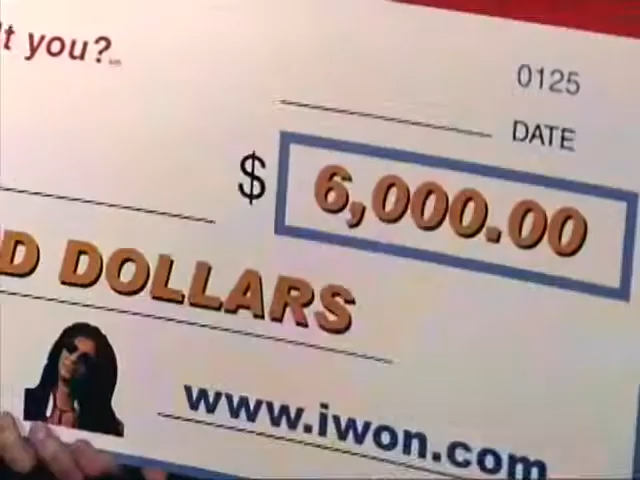 't you?
0125
DATE
$ 6,000.00
D DOLLARS
www.iwon.com